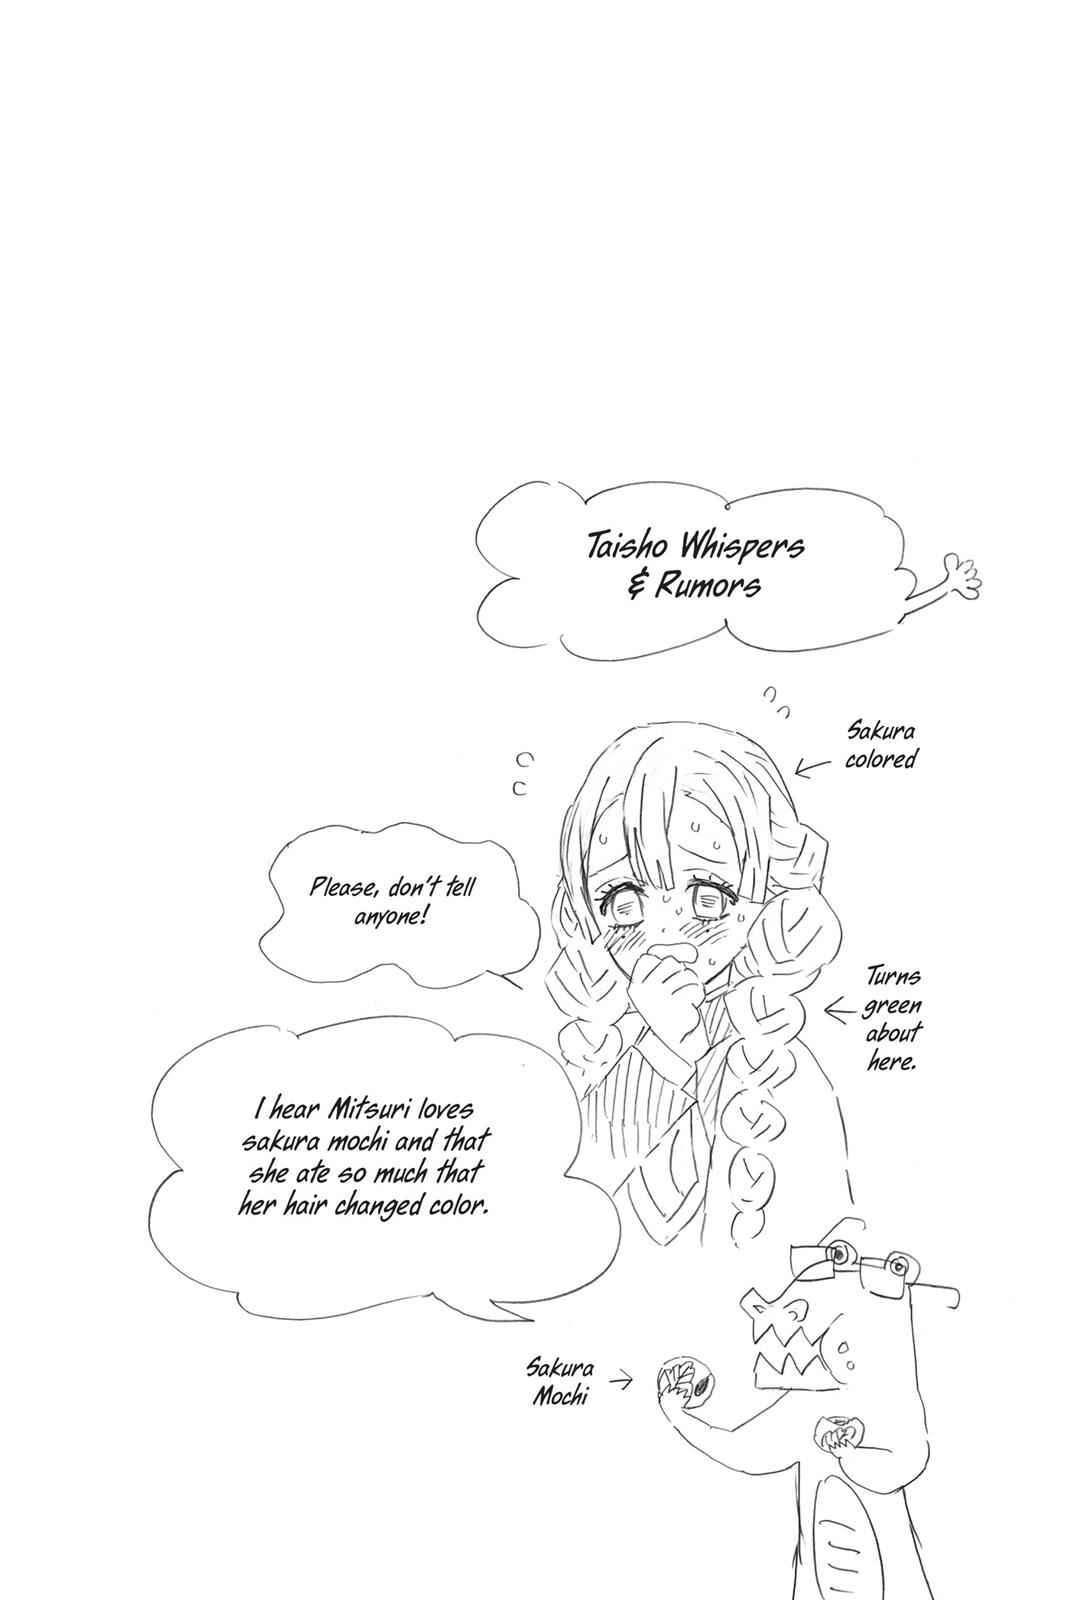 Taisho Whispers
& Rumors
Sakura
colored
Please, don't tell
anyone!
Turns
green
about
here.
I hear Mitsuri loves
sakura mochi and that
she ate so much that
her hair changed color.
Sakura
Mochi